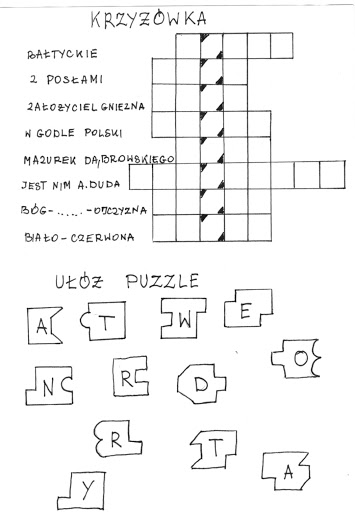 KRZYŻÓWKA
BAŁTYCKIE
Z POSŁAMI
ZAŁOŻYCIEL GNIEZNA
W GODLE POLSKI
MAZUREK DĄBROWSKIEGO
JEST NIM A. DUDA
BÓG-......-OJCZYZNA
BIAŁO-CZERWONA
UŁÓŻ PUZZLE
A T W E
N R D O
R T A
Y